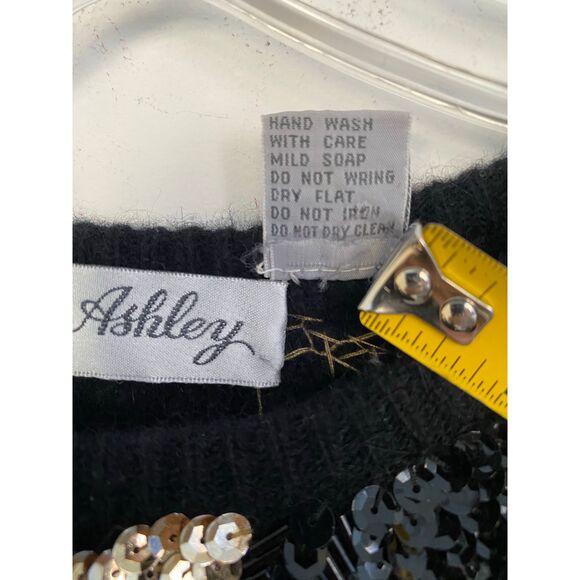 HAND WASH
WITH CARE
MILD SOAP
DO NOT WRING
DRY FLAT
DO NOT IRON
DO NOT DRY CLEAN
Ashley